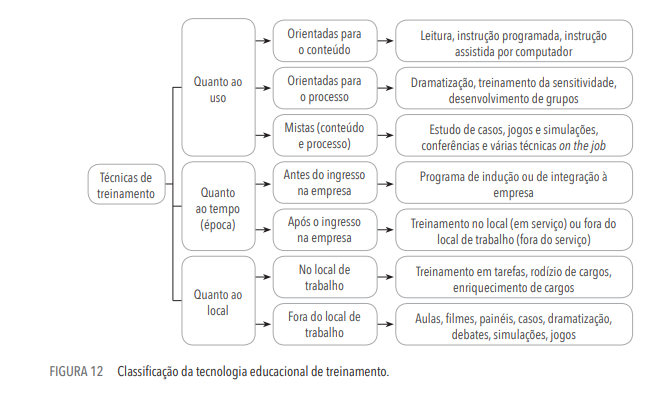 Técnicas de
treinamento
Quanto ao
uso
Orientadas para
o conteúdo
Leitura, instrução programada, instrução
assistida por computador
Orientadas para
o processo
Dramatização, treinamento da sensitividade,
desenvolvimento de grupos
Mistas (conteúdo
e processo)
Estudo de casos, jogos e simulações,
conferências e várias técnicas on the job
Quanto
ao tempo
(época)
Antes do ingresso
na empresa
Programa de indução ou de integração à
empresa
Após o ingresso
na empresa
Treinamento no local (em serviço) ou fora do
local de trabalho (fora do serviço)
Quanto ao
local
No local de
trabalho
Treinamento em tarefas, rodízio de cargos,
enriquecimento de cargos
Fora do local de
trabalho
Aulas, filmes, painéis, casos, dramatização,
debates, simulações, jogos
FIGURA 12 Classificação da tecnologia educacional de treinamento.